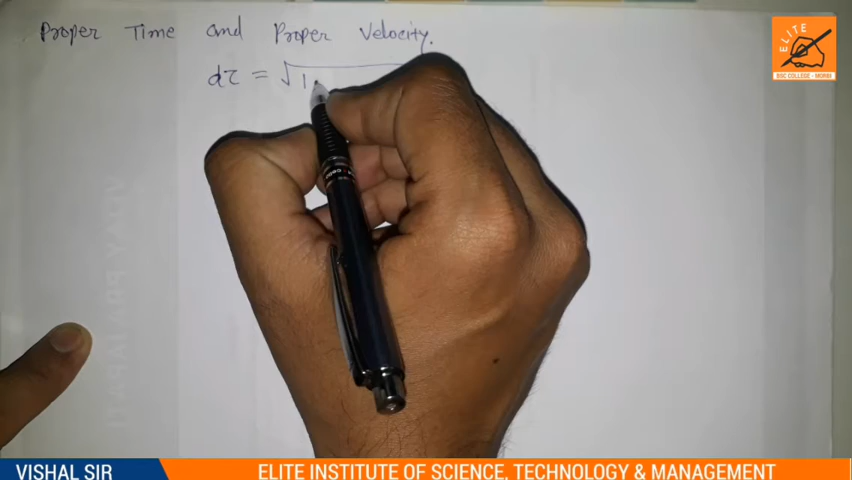 Proper Time and Proper Velocity.
dτ = √1
ELITE
BSC COLLEGE : MORBI
VISHAL SIR
ELITE INSTITUTE OF SCIENCE, TECHNOLOGY & MANAGEMENT